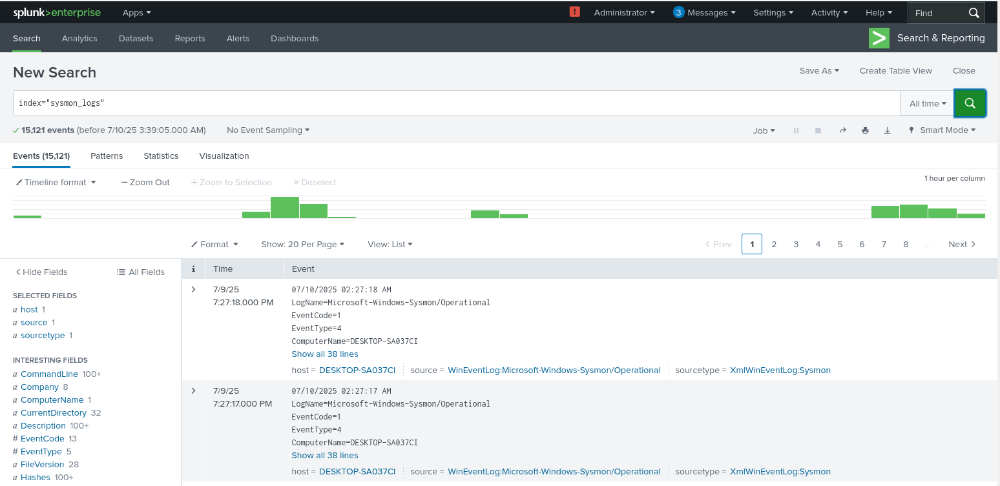 splunk>enterprise Apps ! Administrator 3 Messages Settings Activity Help Find
Search Analytics Datasets Reports Alerts Dashboards > Search & Reporting
New Search Save As Create Table View Close
index="sysmon_logs" All time
15,121 events (before 7/10/25 3:39:05.000 AM) No Event Sampling Job Smart Mode
Events (15,121) Patterns Statistics Visualization
Timeline format — Zoom Out + Zoom to Selection × Deselect 1 hour per column
Format Show: 20 Per Page View: List < Prev 1 2 3 4 5 6 7 8 ... Next >
< Hide Fields All Fields
SELECTED FIELDS
a host 1
a source 1
a sourcetype 1
INTERESTING FIELDS
a CommandLine 100+
a Company 8
a ComputerName 1
a CurrentDirectory 32
a Description 100+
# EventCode 13
# EventType 5
a FileVersion 28
a Hashes 100+
i Time Event
> 7/9/25 07/10/2025 02:27:18 AM
7:27:18.000 PM LogName=Microsoft-Windows-Sysmon/Operational
EventCode=1
EventType=4
ComputerName=DESKTOP-SA037CI
Show all 38 lines
host = DESKTOP-SA037CI source = WinEventLog:Microsoft-Windows-Sysmon/Operational sourcetype = XmlWinEventLog:Sysmon
> 7/9/25 07/10/2025 02:27:17 AM
7:27:17.000 PM LogName=Microsoft-Windows-Sysmon/Operational
EventCode=1
EventType=4
ComputerName=DESKTOP-SA037CI
Show all 38 lines
host = DESKTOP-SA037CI source = WinEventLog:Microsoft-Windows-Sysmon/Operational sourcetype = XmlWinEventLog:Sysmon